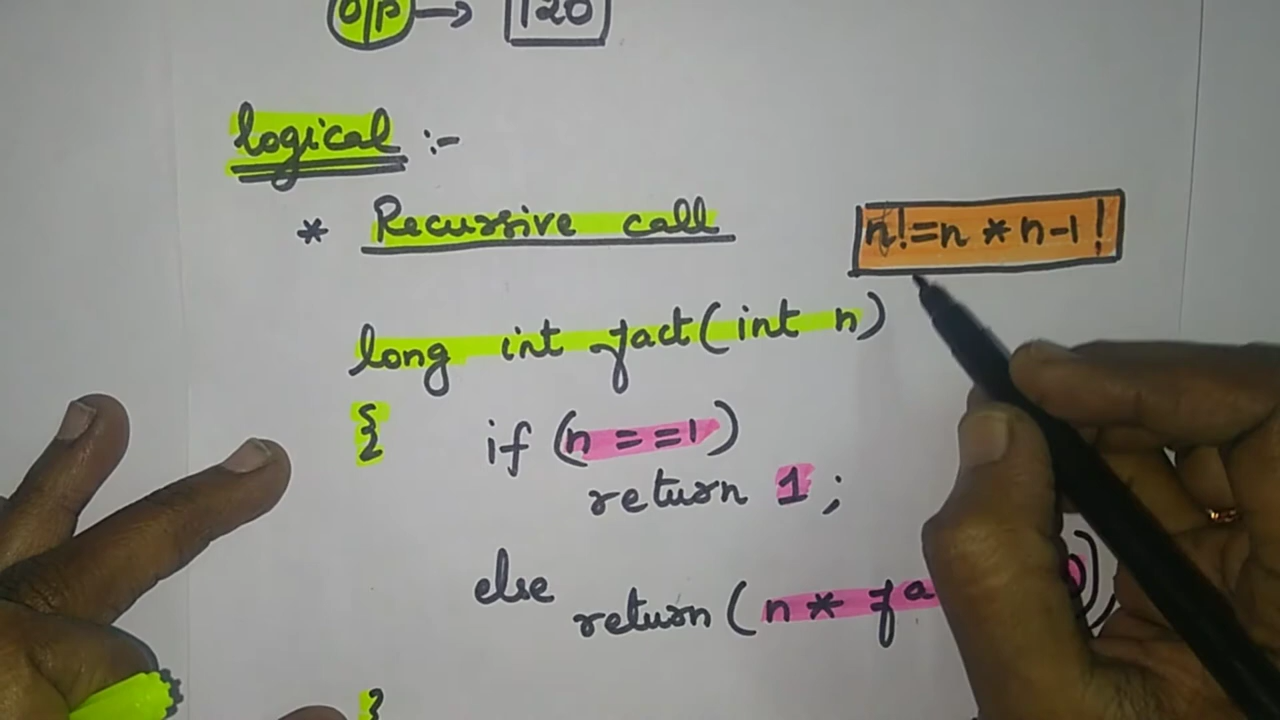 O/P → 120
logical :-
* Recursive call
n!=n * n-1!
long int fact(int n)
{ if (n ==1)
return 1;
else
return (n * fa
}